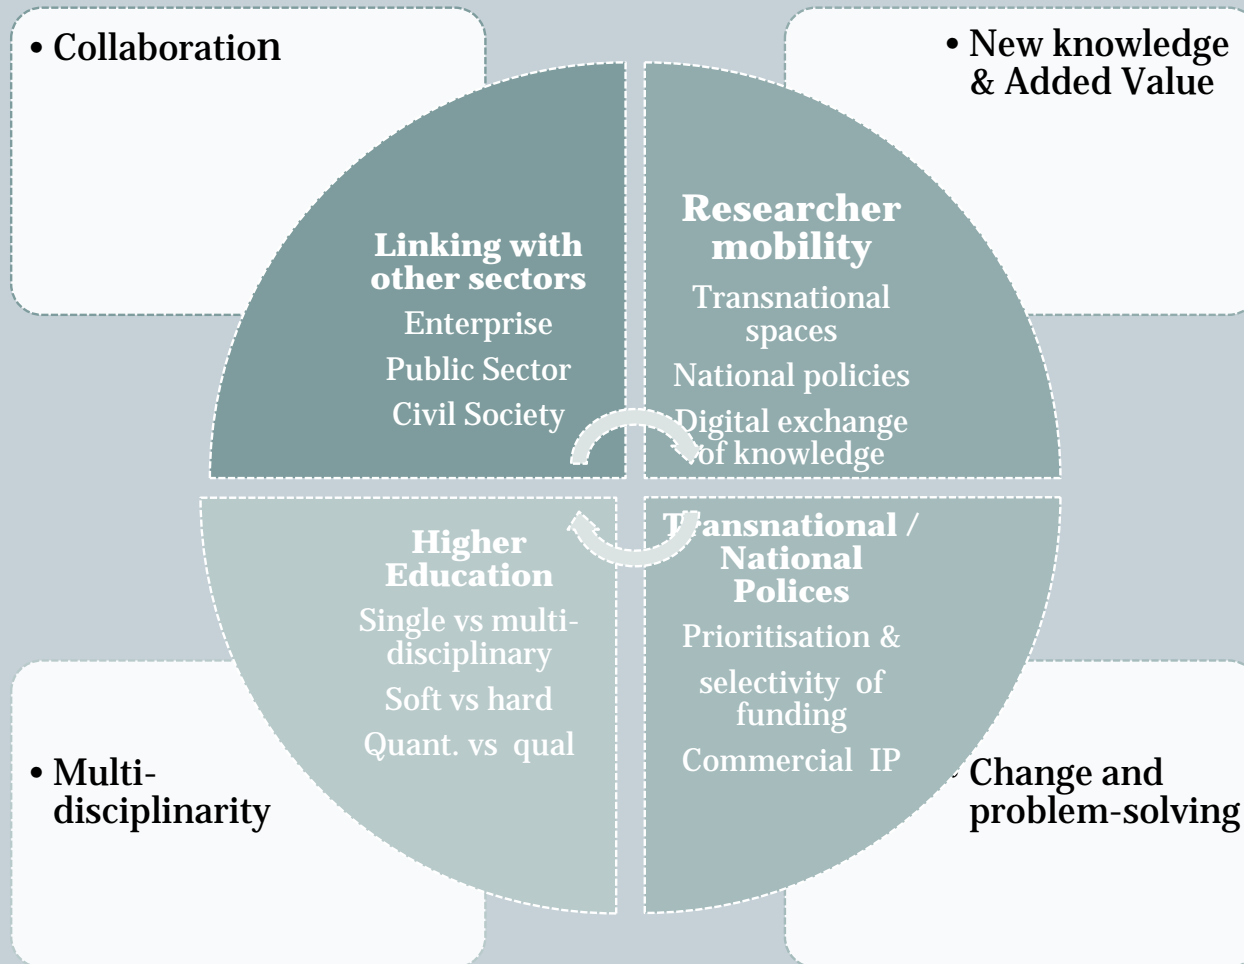 • Collaboration
• New knowledge
& Added Value
Linking with
other sectors
Enterprise
Public Sector
Civil Society
Researcher
mobility
Transnational
spaces
National policies
Digital exchange
of knowledge
Higher
Education
Single vs multi-
disciplinary
Soft vs hard
Quant. vs qual
Transnational /
National
Polices
Prioritisation &
selectivity of
funding
Commercial IP
• Multi-
disciplinarity
• Change and
problem-solving